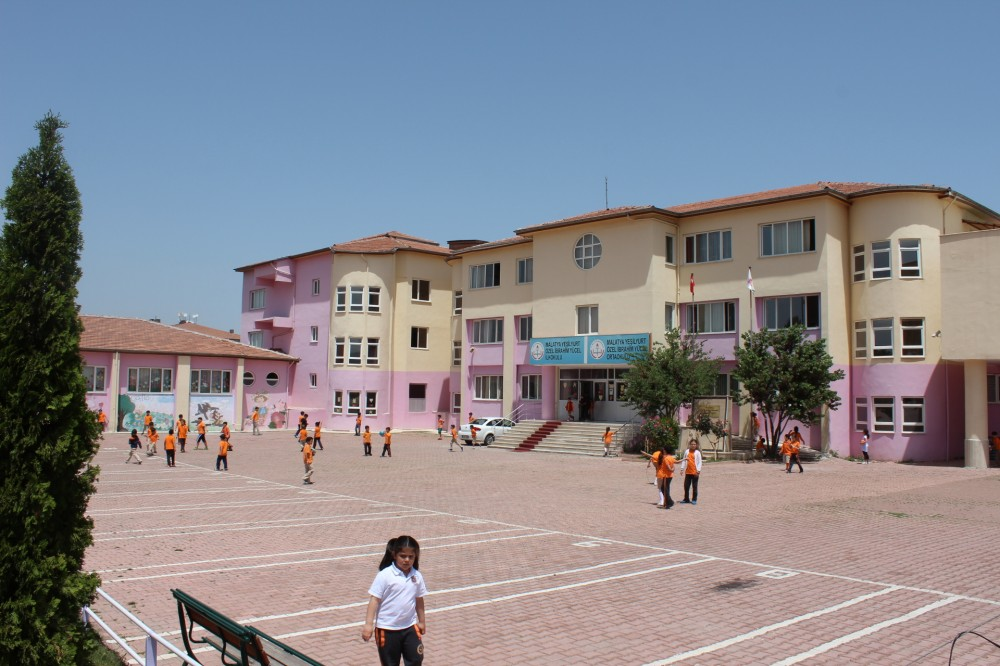 MALATYA YEŞİLYURT
ÖZEL İBRAHİM YÜCEL
İLKOKULU
MALATYA YEŞİLYURT
ÖZEL İBRAHİM YÜCEL
ORTAOKULU